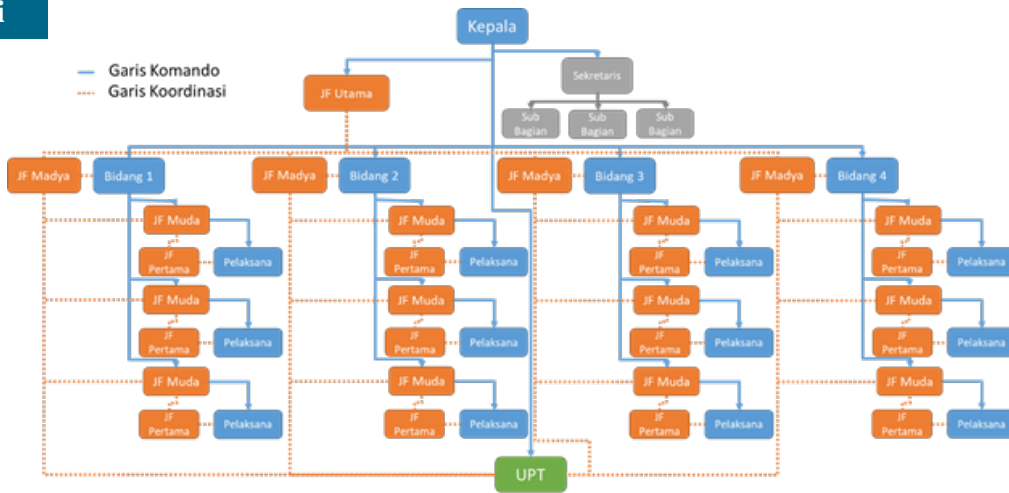 i
Kepala
Garis Komando
Garis Koordinasi
Sekretaris
JF Utama
Sub
Bagian
Sub
Bagian
Sub
Bagian
JF Madya
Bidang 1
JF Madya
Bidang 2
JF Madya
Bidang 3
JF Madya
Bidang 4
JF Muda
JF Muda
JF Muda
JF Muda
JF
Pertama
Pelaksana
JF
Pertama
Pelaksana
JF
Pertama
Pelaksana
JF
Pertama
Pelaksana
JF Muda
JF Muda
JF Muda
JF Muda
JF
Pertama
Pelaksana
JF
Pertama
Pelaksana
JF
Pertama
Pelaksana
JF
Pertama
Pelaksana
JF Muda
JF Muda
JF Muda
JF Muda
JF
Pertama
Pelaksana
JF
Pertama
Pelaksana
JF
Pertama
Pelaksana
JF
Pertama
Pelaksana
UPT